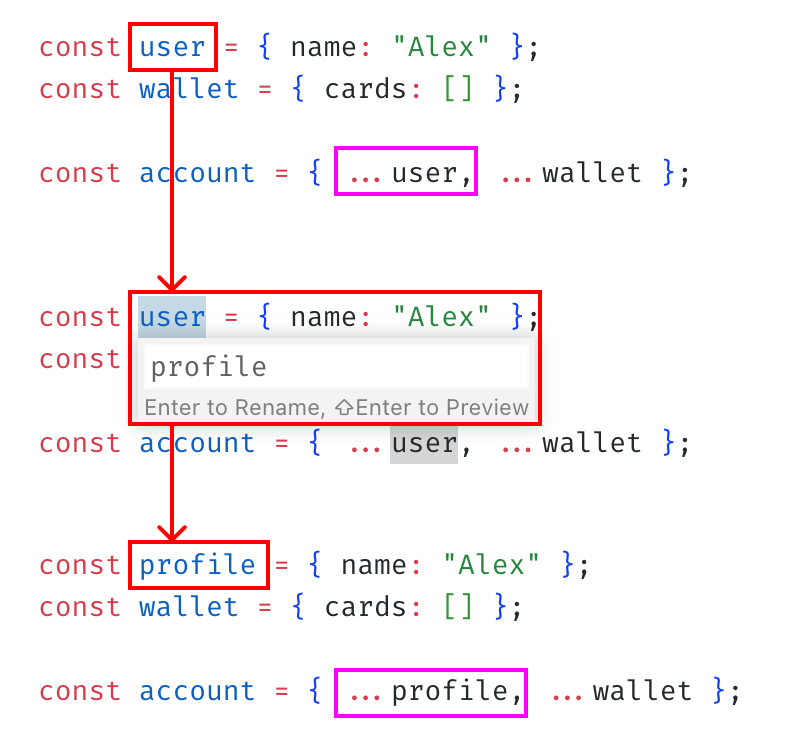 const user = { name: "Alex" };
const wallet = { cards: [] };
const account = { ...user, ...wallet };
const user = { name: "Alex" };
const
profile
Enter to Rename, ⇧Enter to Preview
const account = { ...user, ...wallet };
const profile = { name: "Alex" };
const wallet = { cards: [] };
const account = { ...profile, ...wallet };